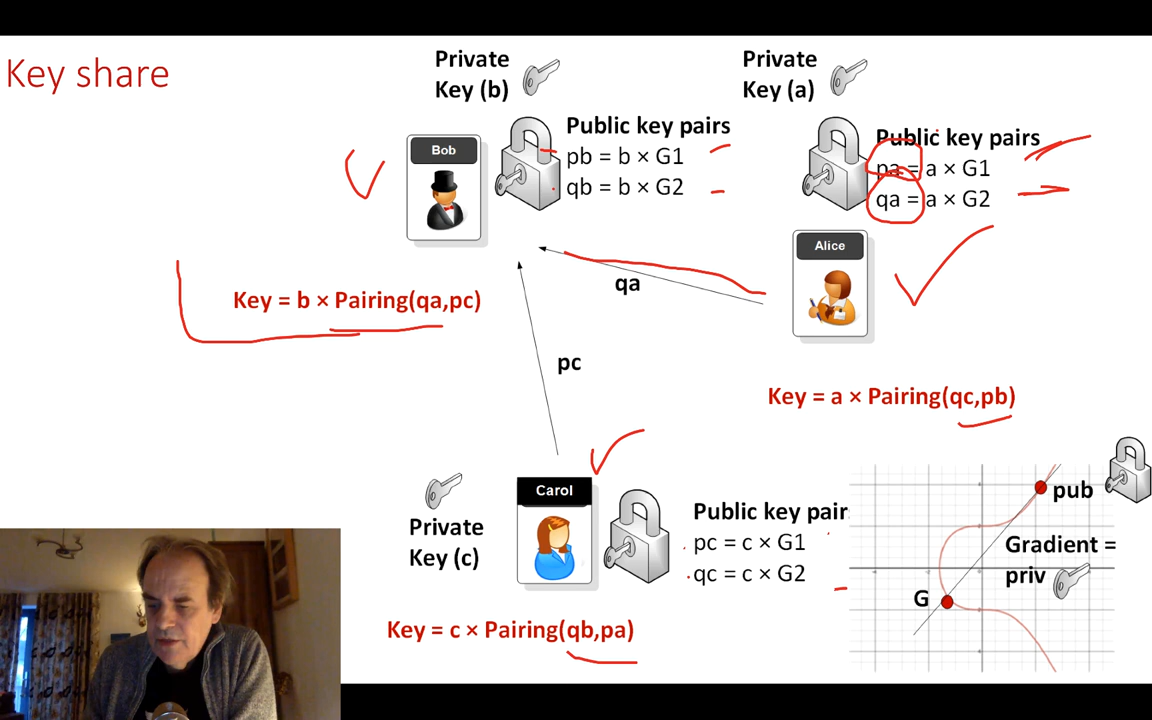 Key share
Private
Key (b)
Private
Key (a)
Bob
Public key pairs
pb = b × G1
qb = b × G2
Public key pairs
pa = a × G1
qa = a × G2
Alice
qa
Key = b × Pairing(qa,pc)
pc
Key = a × Pairing(qc,pb)
Carol
Private
Key (c)
Public key pair
pc = c × G1
qc = c × G2
Key = c × Pairing(qb,pa)
pub
Gradient =
priv
G